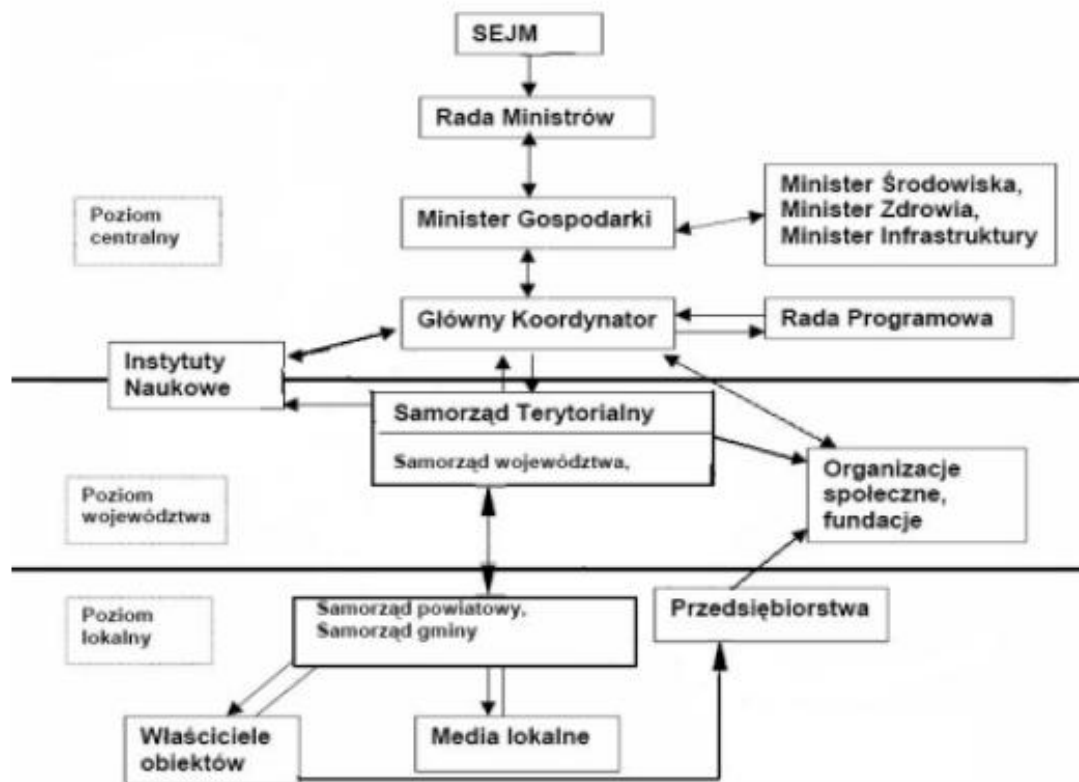 SEJM
Rada Ministrów
Poziom
centralny
Minister Gospodarki
Minister Środowiska,
Minister Zdrowia,
Minister Infrastruktury
Główny Koordynator
Rada Programowa
Instytuty
Naukowe
Samorząd Terytorialny
Samorząd województwa,
Poziom
województwa
Organizacje
społeczne,
fundacje
Poziom
lokalny
Samorząd powiatowy,
Samorząd gminy
Przedsiębiorstwa
Właściciele
obiektów
Media lokalne